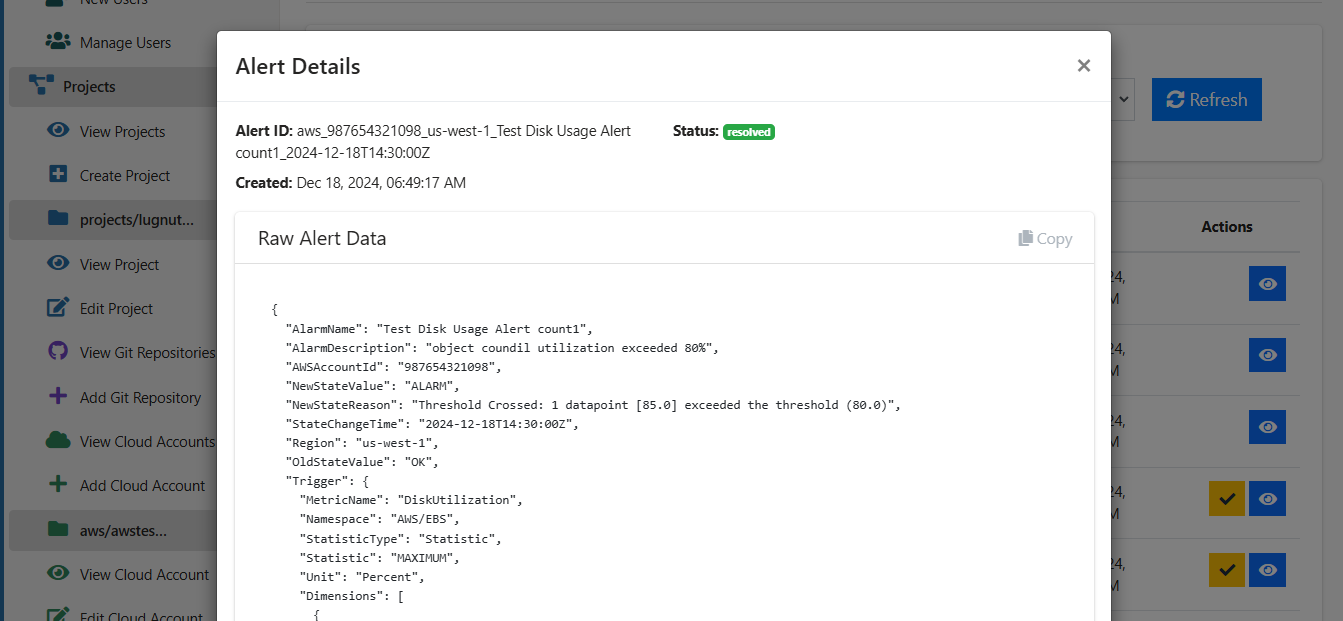 New Users
Manage Users
Projects
View Projects
Create Project
projects/lugnut...
View Project
Edit Project
View Git Repositories
Add Git Repository
View Cloud Accounts
Add Cloud Account
aws/awstes...
View Cloud Account
Edit Cloud Account
Alert Details
×
Alert ID: aws_987654321098_us-west-1_Test Disk Usage Alert
count1_2024-12-18T14:30:00Z
Status: resolved
Created: Dec 18, 2024, 06:49:17 AM
Raw Alert Data
Copy
{
"AlarmName": "Test Disk Usage Alert count1",
"AlarmDescription": "object coundil utilization exceeded 80%",
"AWSAccountId": "987654321098",
"NewStateValue": "ALARM",
"NewStateReason": "Threshold Crossed: 1 datapoint [85.0] exceeded the threshold (80.0)",
"StateChangeTime": "2024-12-18T14:30:00Z",
"Region": "us-west-1",
"OldStateValue": "OK",
"Trigger": {
"MetricName": "DiskUtilization",
"Namespace": "AWS/EBS",
"StatisticType": "Statistic",
"Statistic": "MAXIMUM",
"Unit": "Percent",
"Dimensions": [
{
Refresh
Actions
24,
M
24,
M
24,
M
24,
M
24,
M